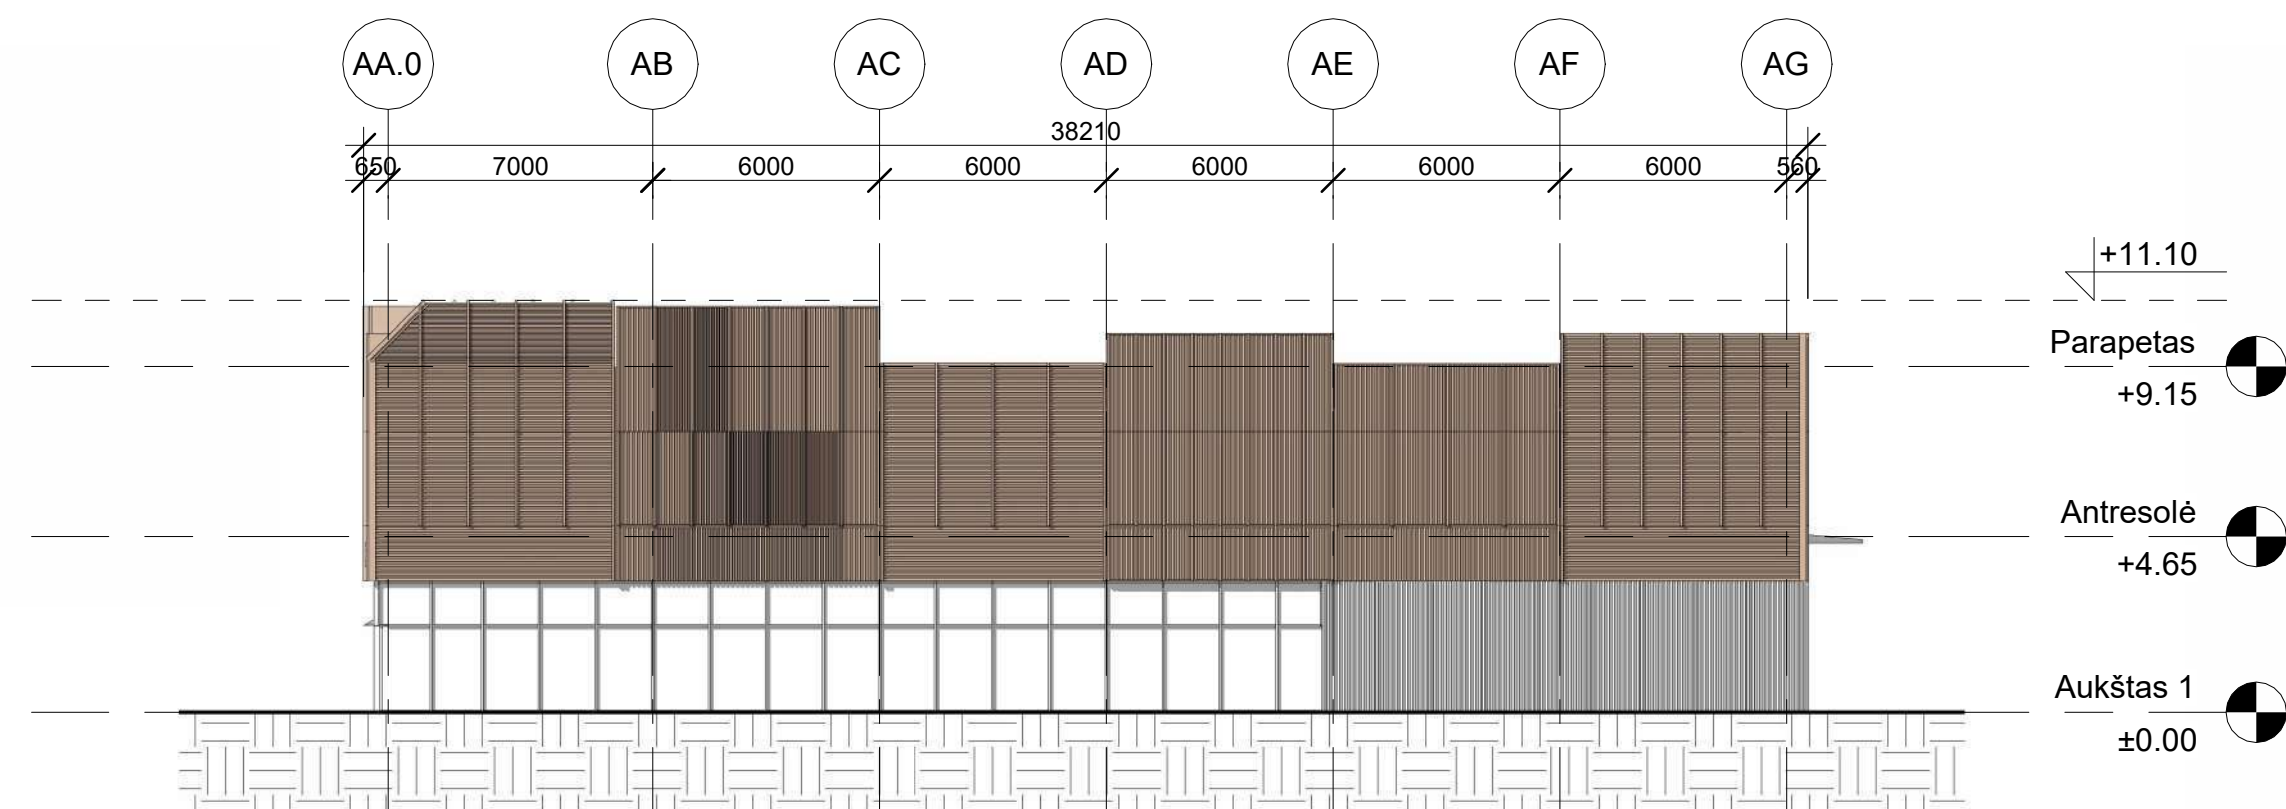 AA.0 AB AC AD AE AF AG
38210
650 7000 6000 6000 6000 6000 6000 560
+11.10
Parapetas
+9.15
Antresolė
+4.65
Aukštas 1
±0.00